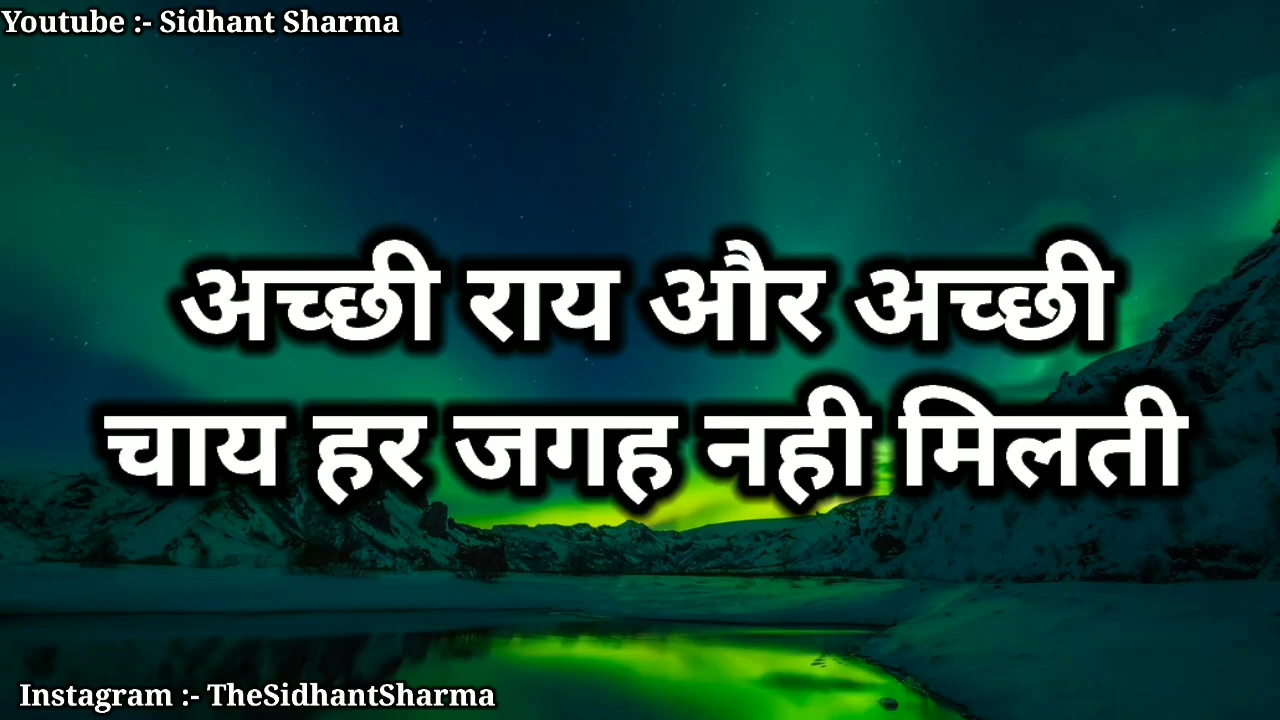 Youtube :- Sidhant Sharma
अच्छी राय और अच्छी
चाय हर जगह नही मिलती
Instagram :- TheSidhantSharma